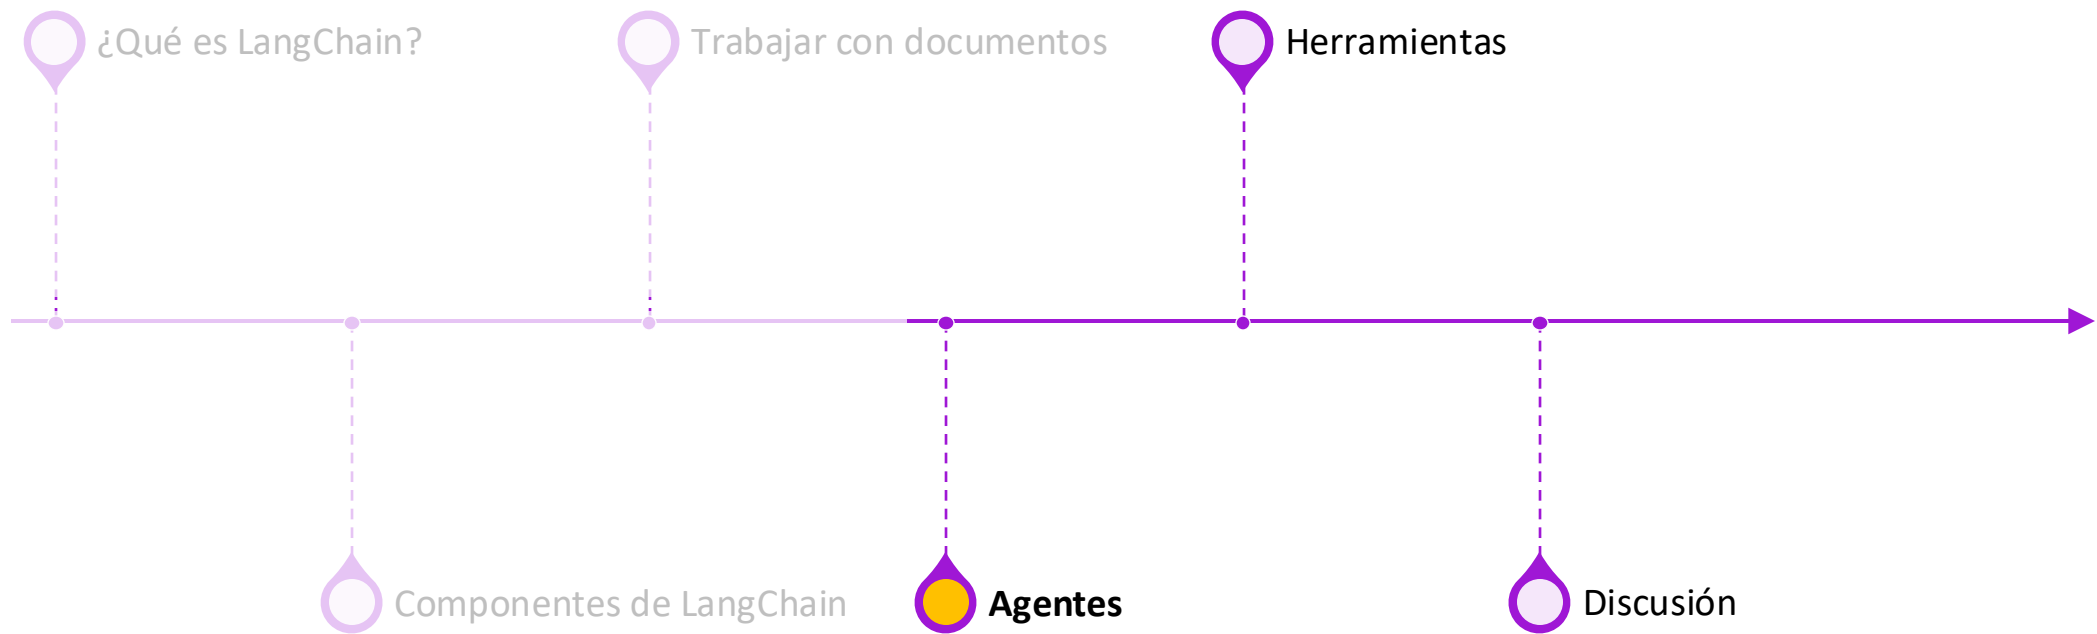 ¿Qué es LangChain?
Trabajar con documentos
Herramientas
Componentes de LangChain
Agentes
Discusión